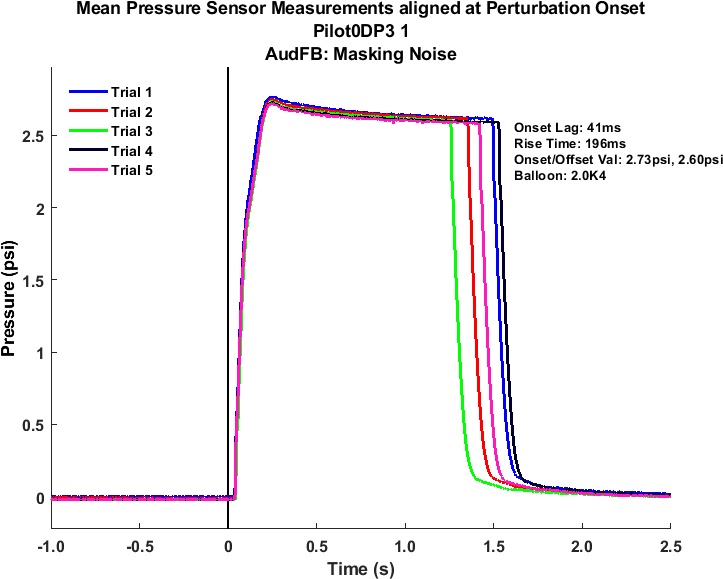 Mean Pressure Sensor Measurements aligned at Perturbation Onset
Pilot0DP3 1
AudFB: Masking Noise
Trial 1
Trial 2
Trial 3
Trial 4
Trial 5
Onset Lag: 41ms
Rise Time: 196ms
Onset/Offset Val: 2.73psi, 2.60psi
Balloon: 2.0K4
Pressure (psi)
2.5
2
1.5
1
0.5
0
-1.0 -0.5 0 0.5 1.0 1.5 2.0 2.5
Time (s)